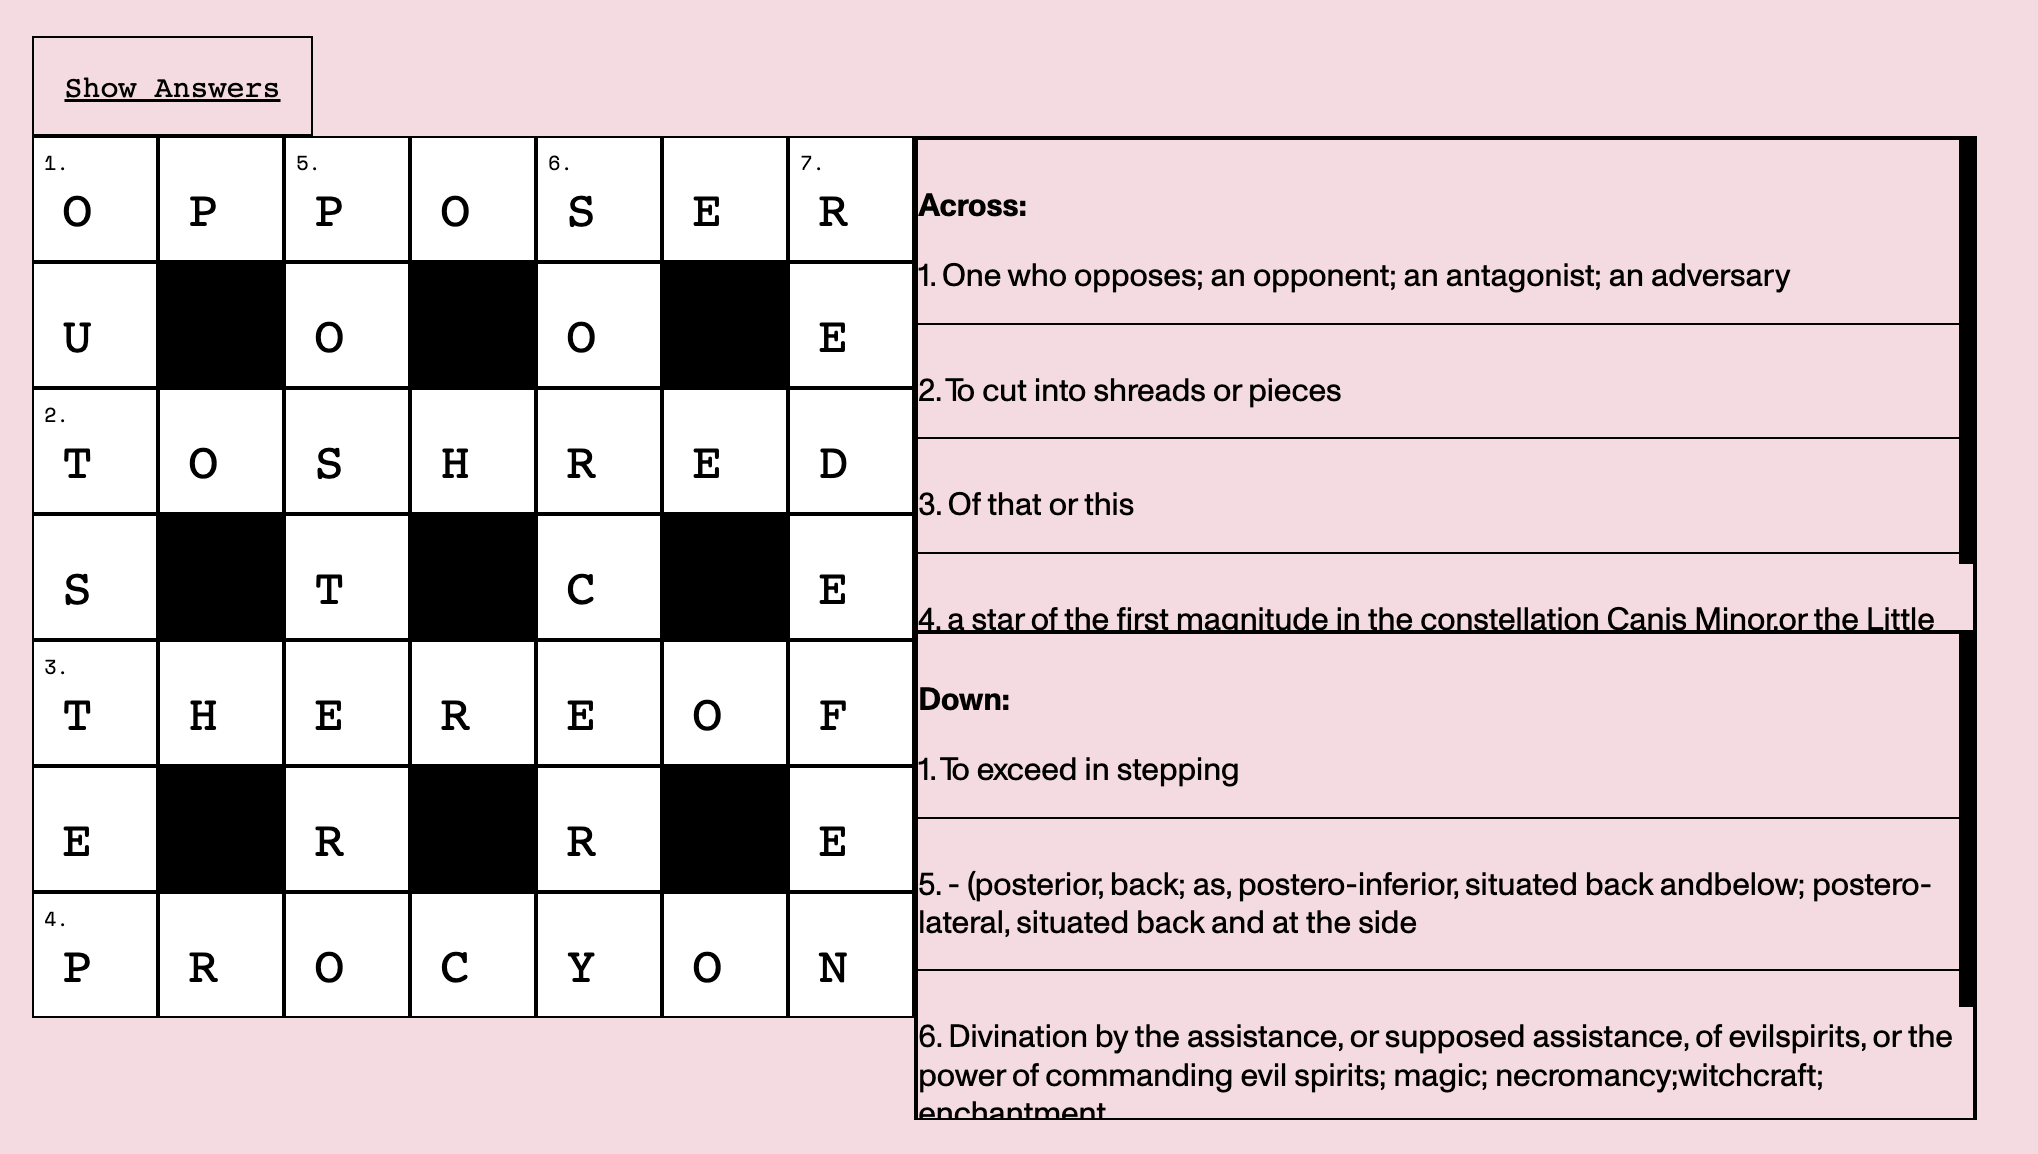 Show Answers
1. 5. 6. 7.
O P P O S E R
U O O E
2.
T O S H R E D
S T C E
3.
T H E R E O F
E R R E
4.
P R O C Y O N
Across:
1. One who opposes; an opponent; an antagonist; an adversary
2. To cut into shreads or pieces
3. Of that or this
4. a star of the first magnitude in the constellation Canis Minor,or the Little
Down:
1. To exceed in stepping
5. - (posterior, back; as, postero-inferior, situated back andbelow; postero-
lateral, situated back and at the side
6. Divination by the assistance, or supposed assistance, of evilspirits, or the
power of commanding evil spirits; magic; necromancy;witchcraft;
enchantment